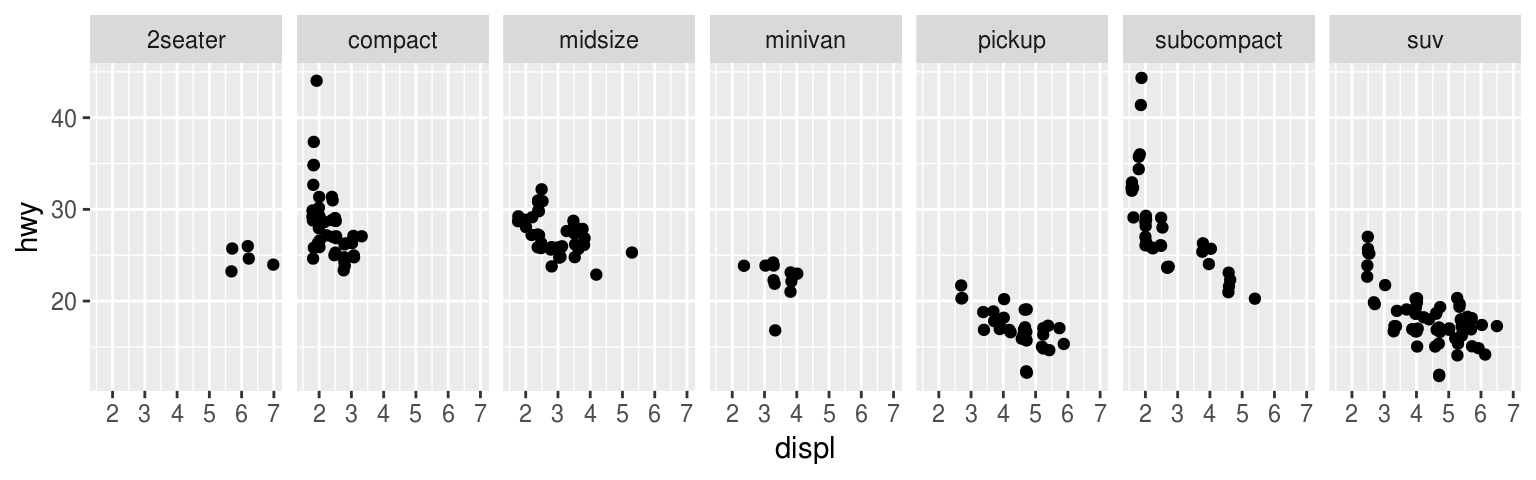 2seater compact midsize minivan pickup subcompact suv
hwy
40
30
20
2 3 4 5 6 7 2 3 4 5 6 7 2 3 4 5 6 7 2 3 4 5 6 7 2 3 4 5 6 7 2 3 4 5 6 7 2 3 4 5 6 7
displ